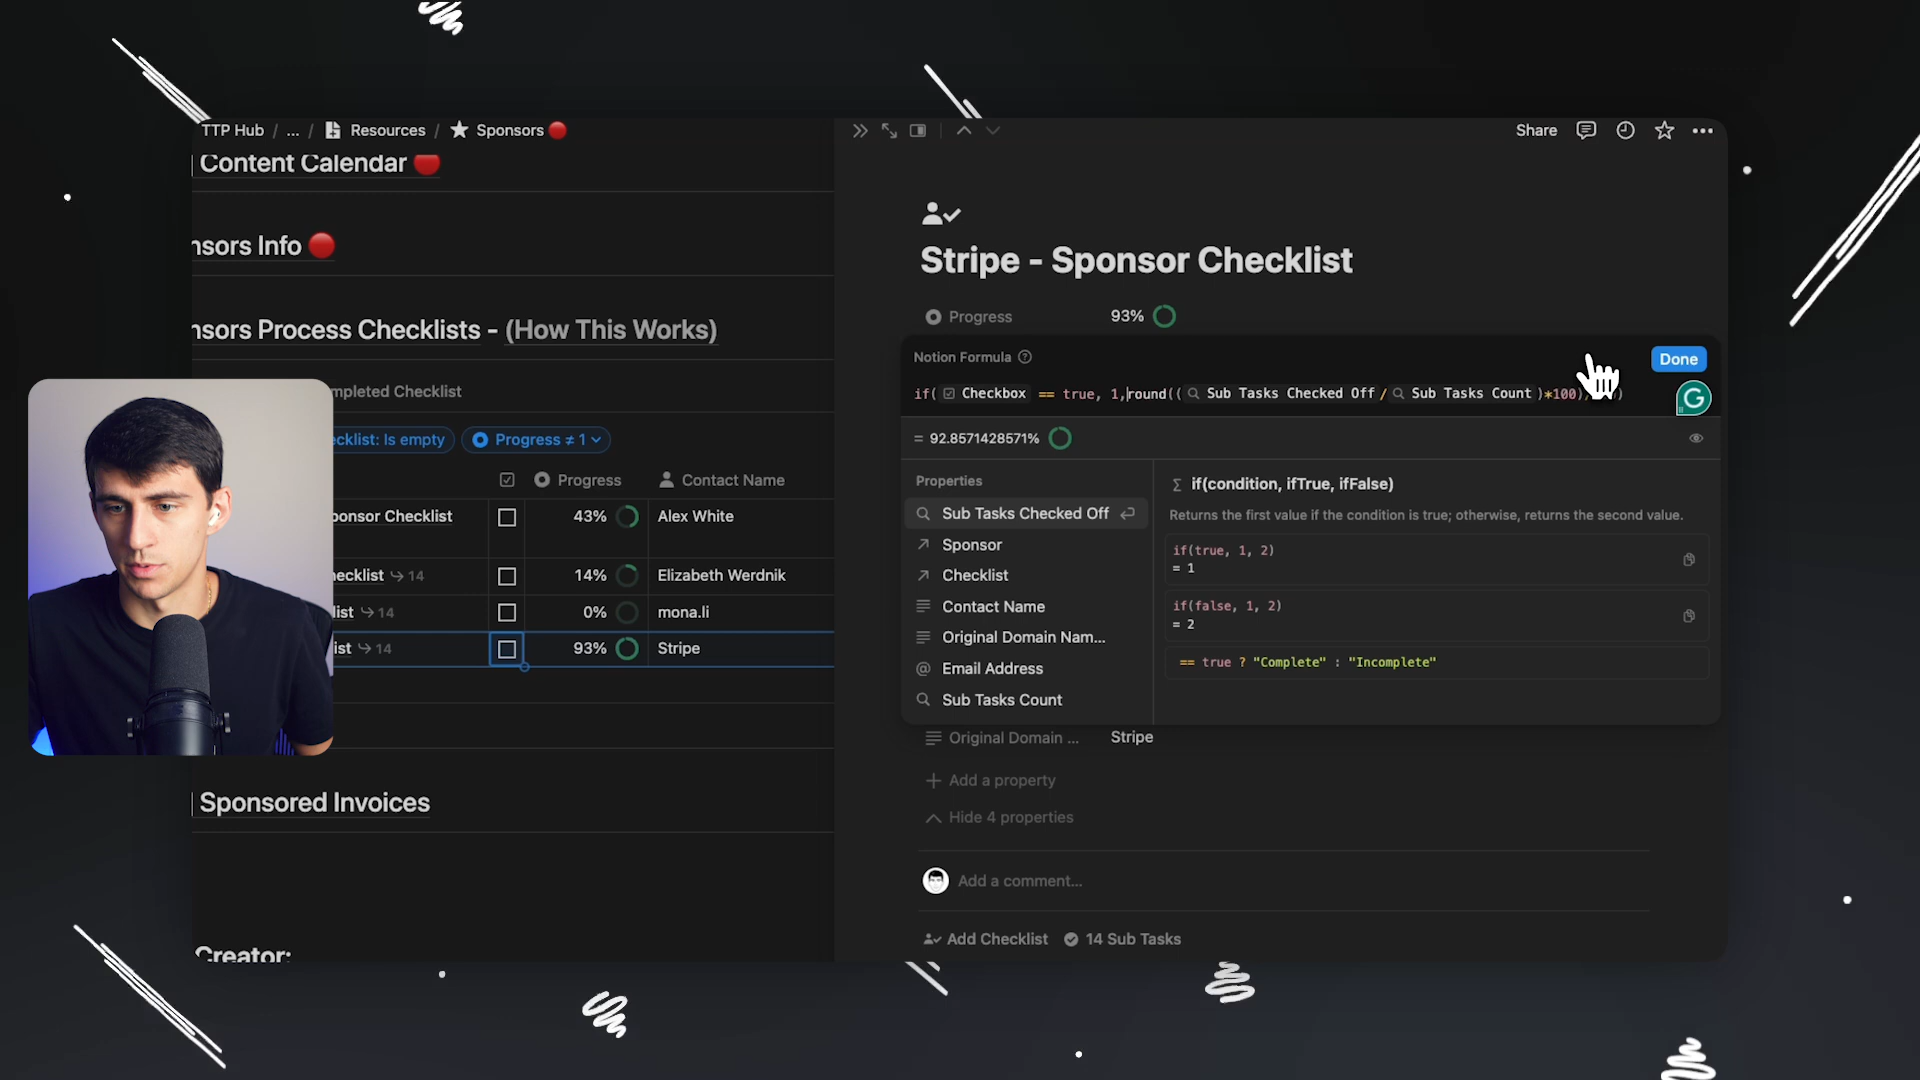 TTP Hub / ... / Resources / Sponsors
Content Calendar
nsors Info
nsors Process Checklists - (How This Works)
mpleted Checklist
ecklist: Is empty Progress ≠ 1
Progress Contact Name
ponsor Checklist 43% Alex White
hecklist 14 14% Elizabeth Werdnik
list 14 0% mona.li
ist 14 93% Stripe
Sponsored Invoices
Creator:
Share
Stripe - Sponsor Checklist
Progress 93%
Notion Formula
Done
if( Checkbox == true, 1,round(( Sub Tasks Checked Off / Sub Tasks Count )*100)
= 92.8571428571%
Properties
Sub Tasks Checked Off
Sponsor
Checklist
Contact Name
Original Domain Nam...
Email Address
Sub Tasks Count
if(condition, ifTrue, ifFalse)
Returns the first value if the condition is true; otherwise, returns the second value.
if(true, 1, 2)
= 1
if(false, 1, 2)
= 2
== true ? "Complete" : "Incomplete"
Original Domain ... Stripe
Add a property
Hide 4 properties
Add a comment...
Add Checklist 14 Sub Tasks